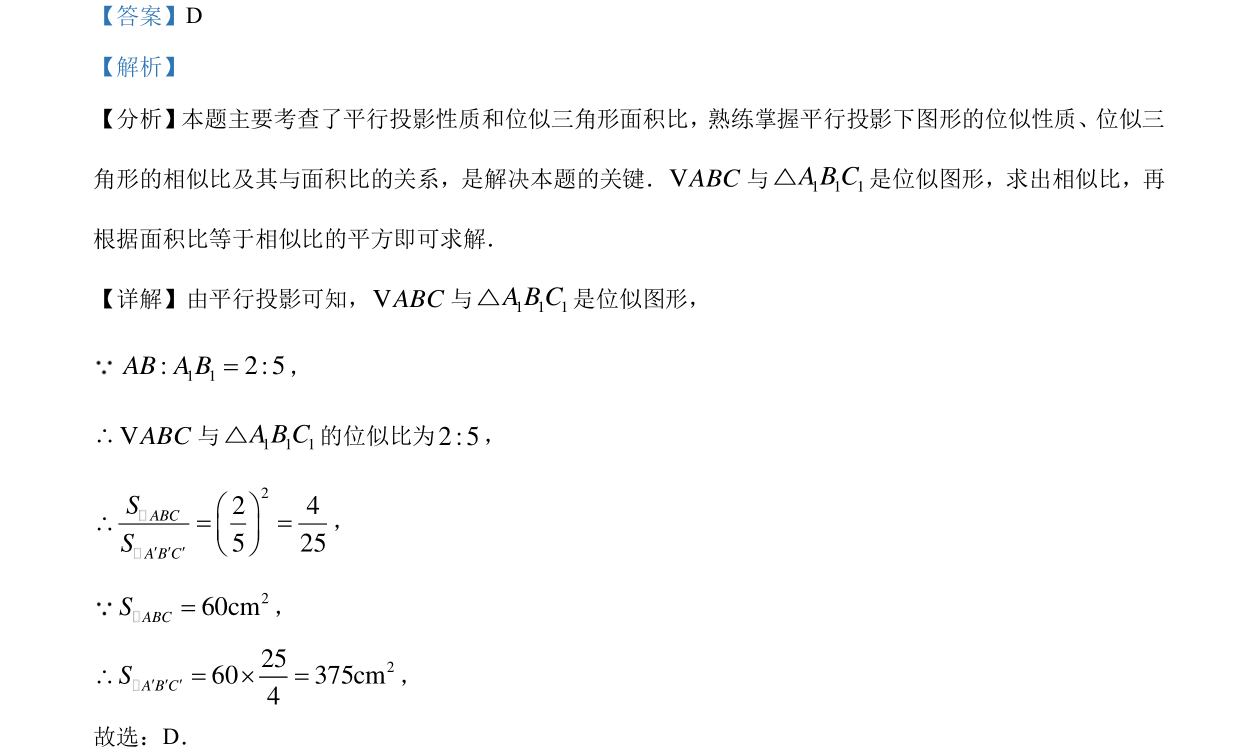 【答案】D
【解析】
【分析】本题主要考查了平行投影性质和位似三角形面积比，熟练掌握平行投影下图形的位似性质、位似三
角形的相似比及其与面积比的关系，是解决本题的关键．VABC 与 △A₁B₁C₁ 是位似图形，求出相似比，再
根据面积比等于相似比的平方即可求解．
【详解】由平行投影可知，VABC 与 △A₁B₁C₁ 是位似图形，
∵ AB : A₁B₁ = 2 : 5，
∴ VABC 与 △A₁B₁C₁ 的位似比为 2 : 5，
∴ S□ABC / S□A′B′C′ = (2/5)² = 4/25，
∵ S□ABC = 60cm²，
∴ S□A′B′C′ = 60 × 25/4 = 375cm²，
故选：D．